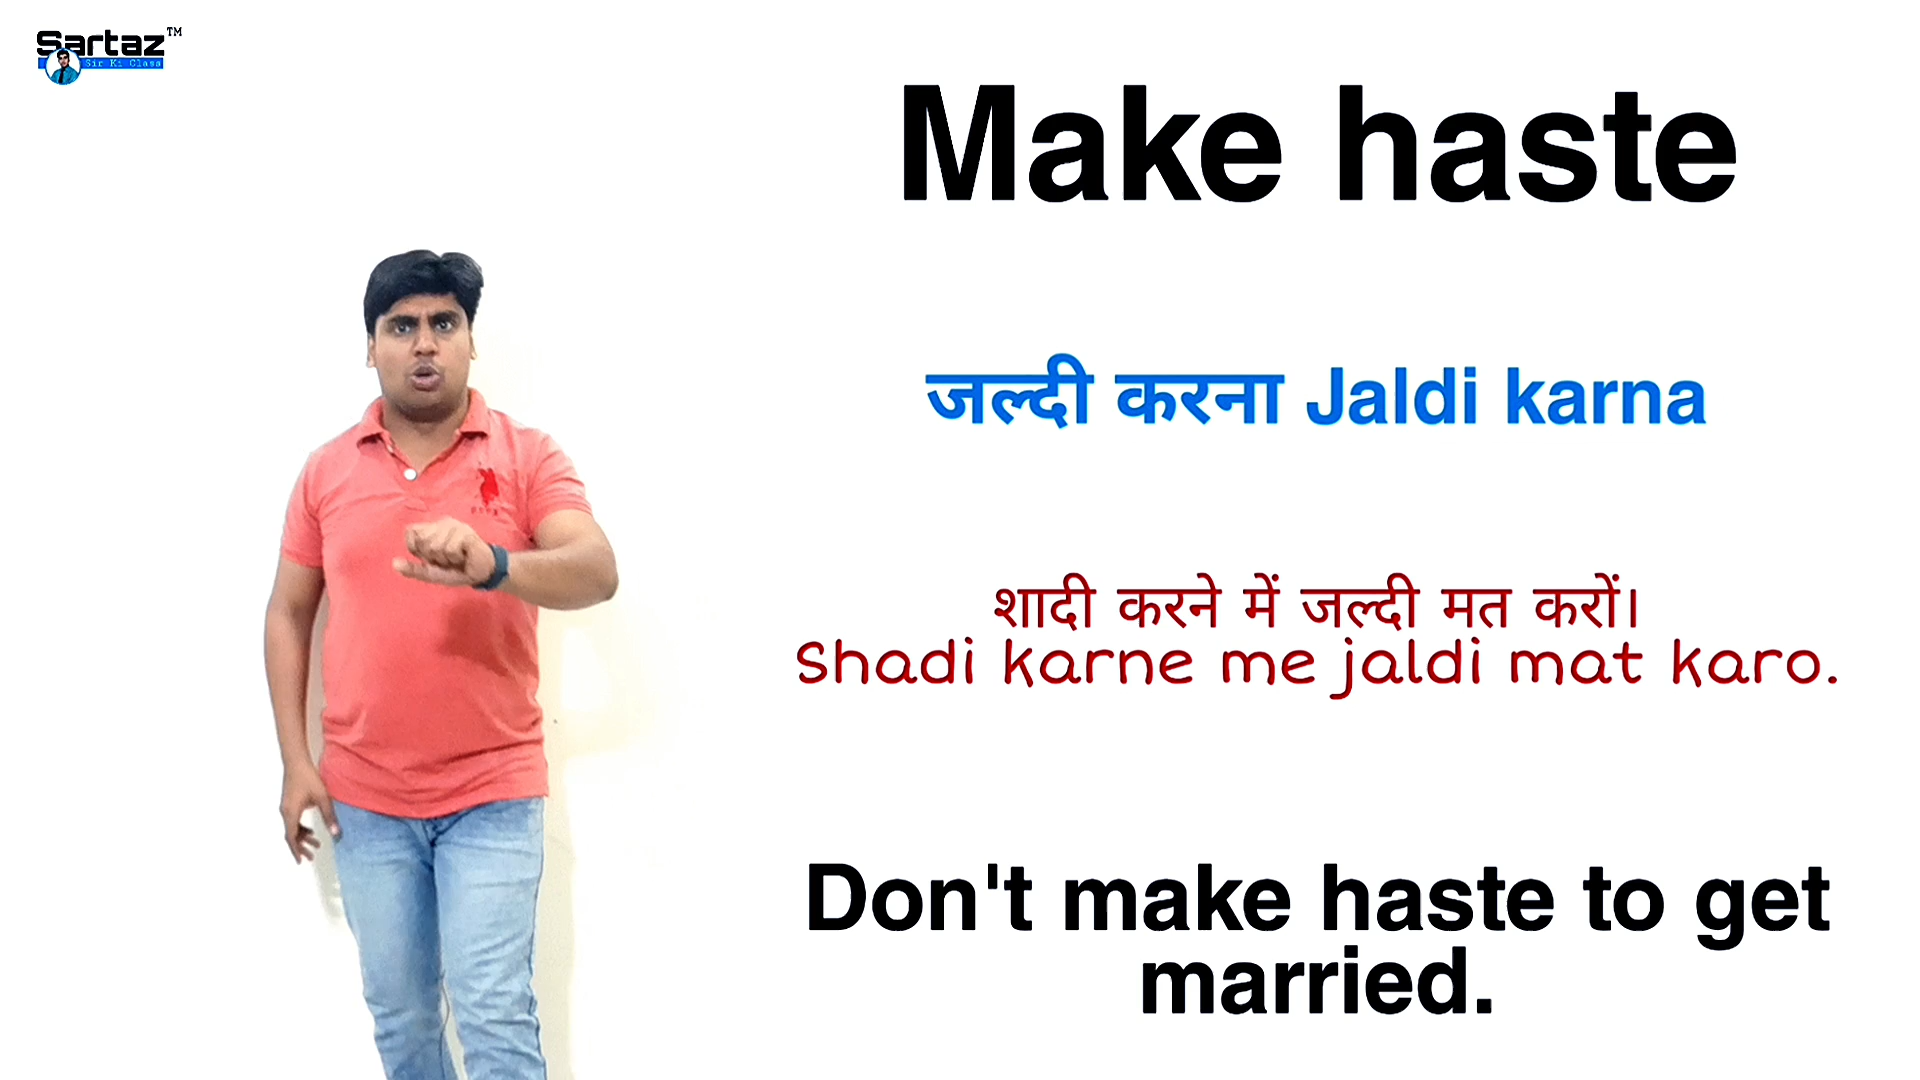 Sartaz™
Sir Ki Class
Make haste
जल्दी करना Jaldi karna
शादी करने में जल्दी मत करों।
Shadi karne me jaldi mat karo.
Don't make haste to get
married.